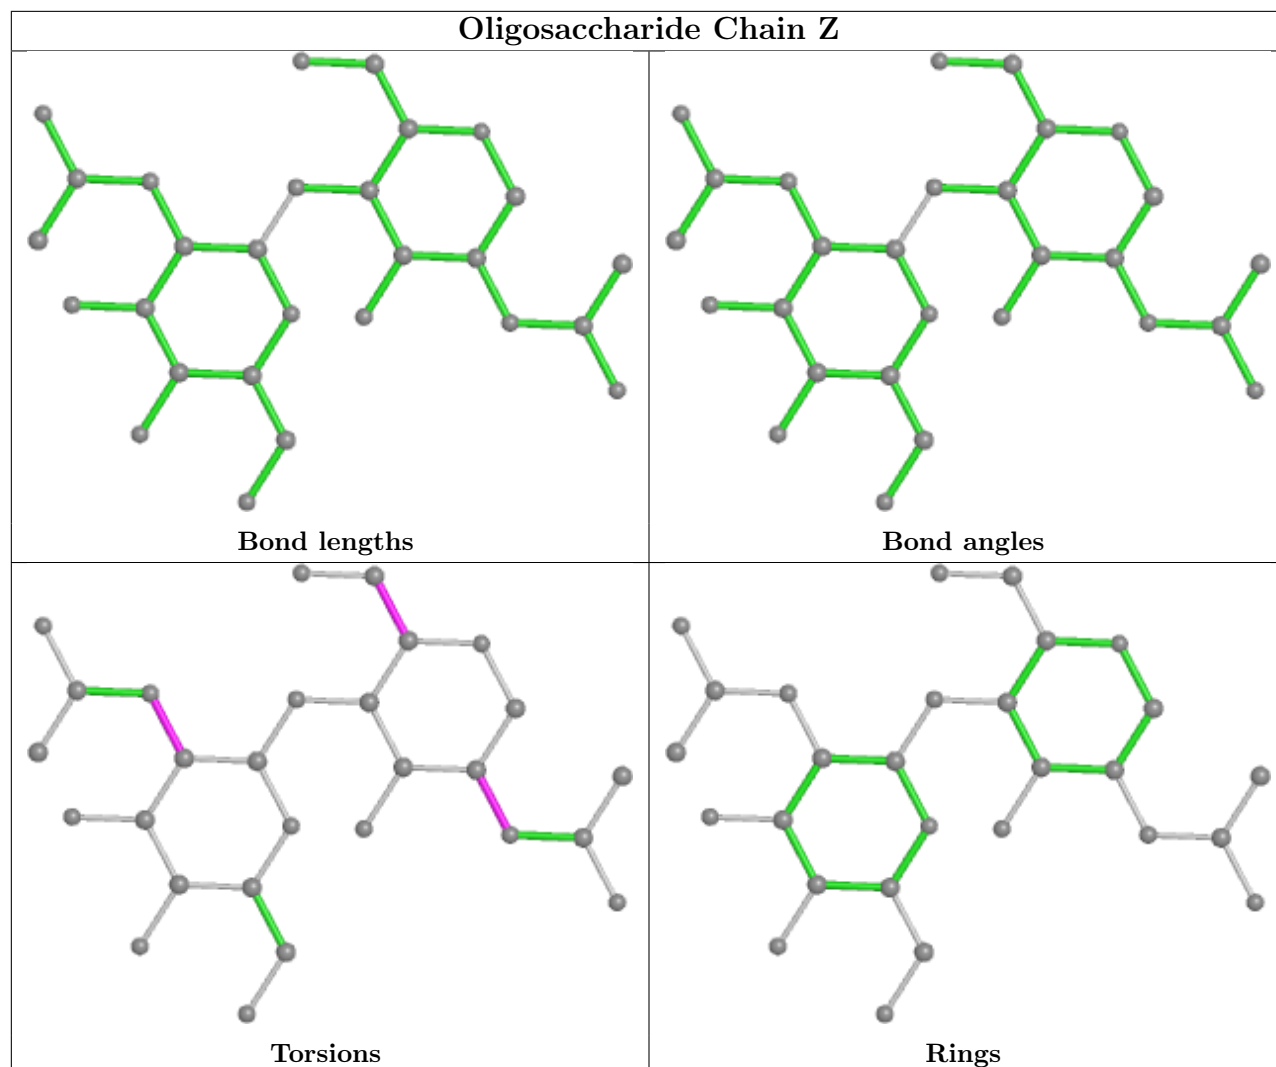 Oligosaccharide Chain Z
Bond lengths
Bond angles
Torsions
Rings